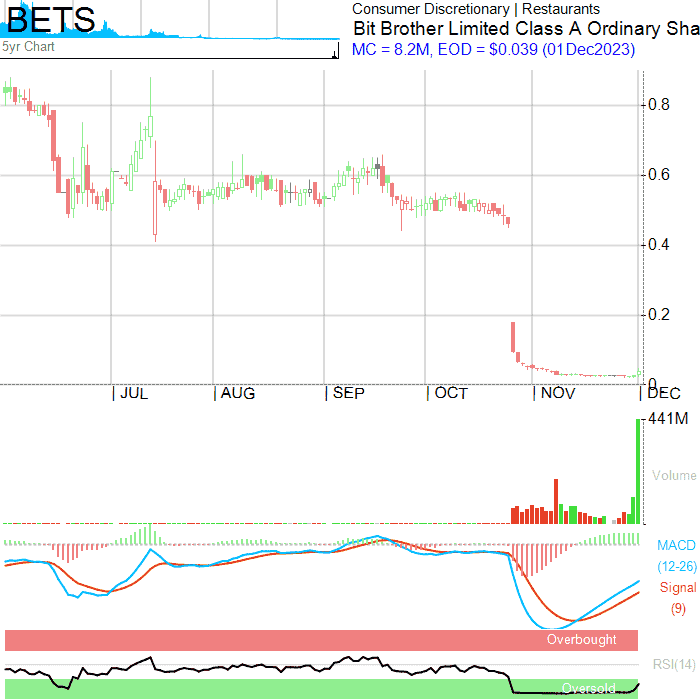 BETS
5yr Chart
Consumer Discretionary | Restaurants
Bit Brother Limited Class A Ordinary Sha
MC = 8.2M, EOD = $0.039 (01Dec2023)
0.8
0.6
0.4
0.2
0
JUL
AUG
SEP
OCT
NOV
DEC
441M
Volume
MACD
(12-26)
Signal
(9)
Overbought
RSI(14)
Oversold